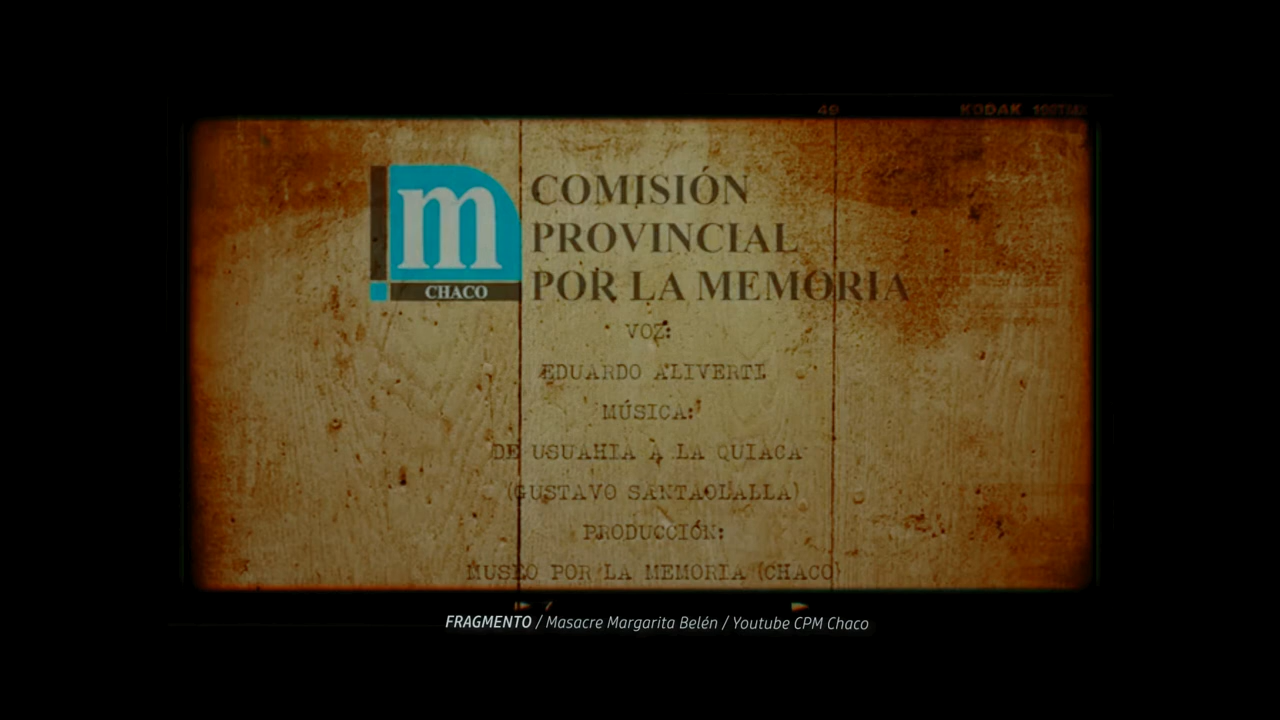 49 KODAK
m
COMISIÓN
PROVINCIAL
POR LA MEMORIA
CHACO
VOZ:
EDUARDO ALIVERTI
MÚSICA:
DE USUAHIA A LA QUIACA
(GUSTAVO SANTAOLALLA)
PRODUCCIÓN:
MUSEO POR LA MEMORIA (CHACO)
7
FRAGMENTO / Masacre Margarita Belén / Youtube CPM Chaco